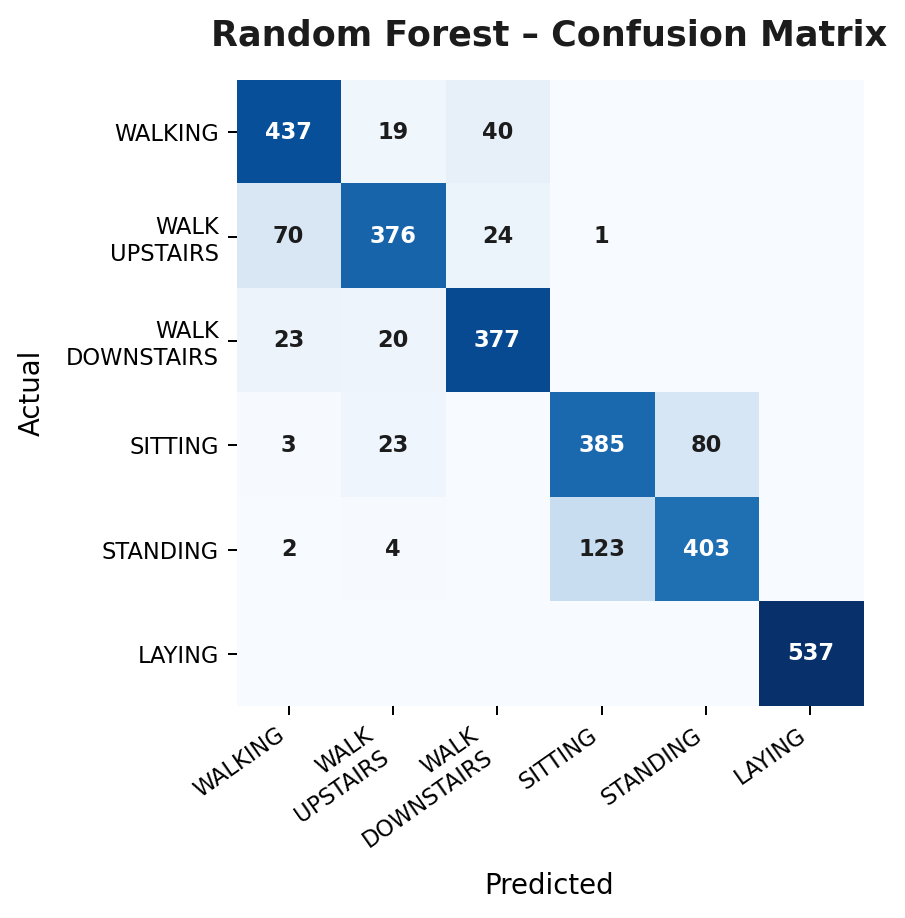 Random Forest – Confusion Matrix
WALKING 437 19 40
WALK
UPSTAIRS 70 376 24 1
WALK
DOWNSTAIRS 23 20 377
SITTING 3 23 385 80
STANDING 2 4 123 403
LAYING 537
Actual
WALKING
WALK
UPSTAIRS
WALK
DOWNSTAIRS
SITTING
STANDING
LAYING
Predicted